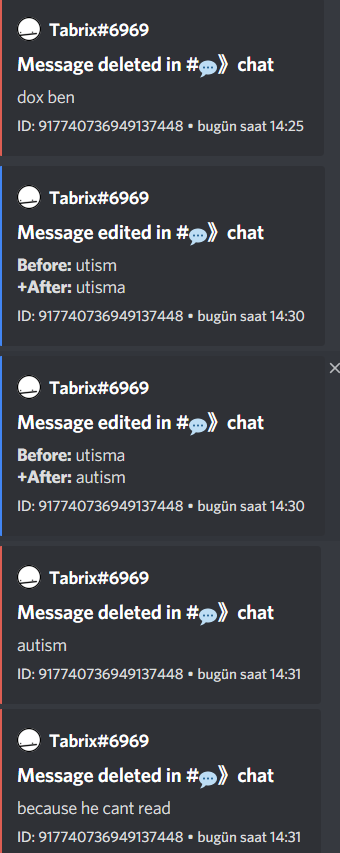 Tabrix#6969
Message deleted in #💬》chat
dox ben
ID: 917740736949137448 • bugün saat 14:25
Tabrix#6969
Message edited in #💬》chat
Before: utism
+After: utisma
ID: 917740736949137448 • bugün saat 14:30
Tabrix#6969
Message edited in #💬》chat
Before: utisma
+After: autism
ID: 917740736949137448 • bugün saat 14:30
Tabrix#6969
Message deleted in #💬》chat
autism
ID: 917740736949137448 • bugün saat 14:31
Tabrix#6969
Message deleted in #💬》chat
because he cant read
ID: 917740736949137448 • bugün saat 14:31